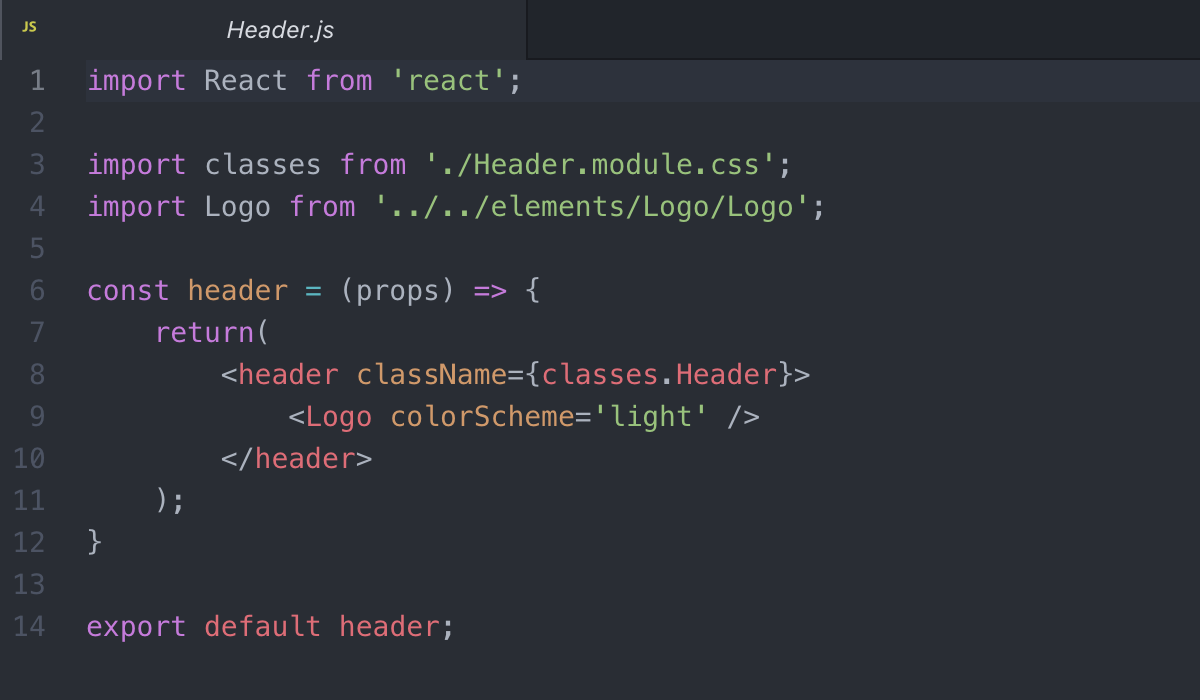 JS Header.js
1 import React from 'react';
2
3 import classes from './Header.module.css';
4 import Logo from '../../elements/Logo/Logo';
5
6 const header = (props) => {
7     return(
8         <header className={classes.Header}>
9             <Logo colorScheme='light' />
10         </header>
11     );
12 }
13
14 export default header;